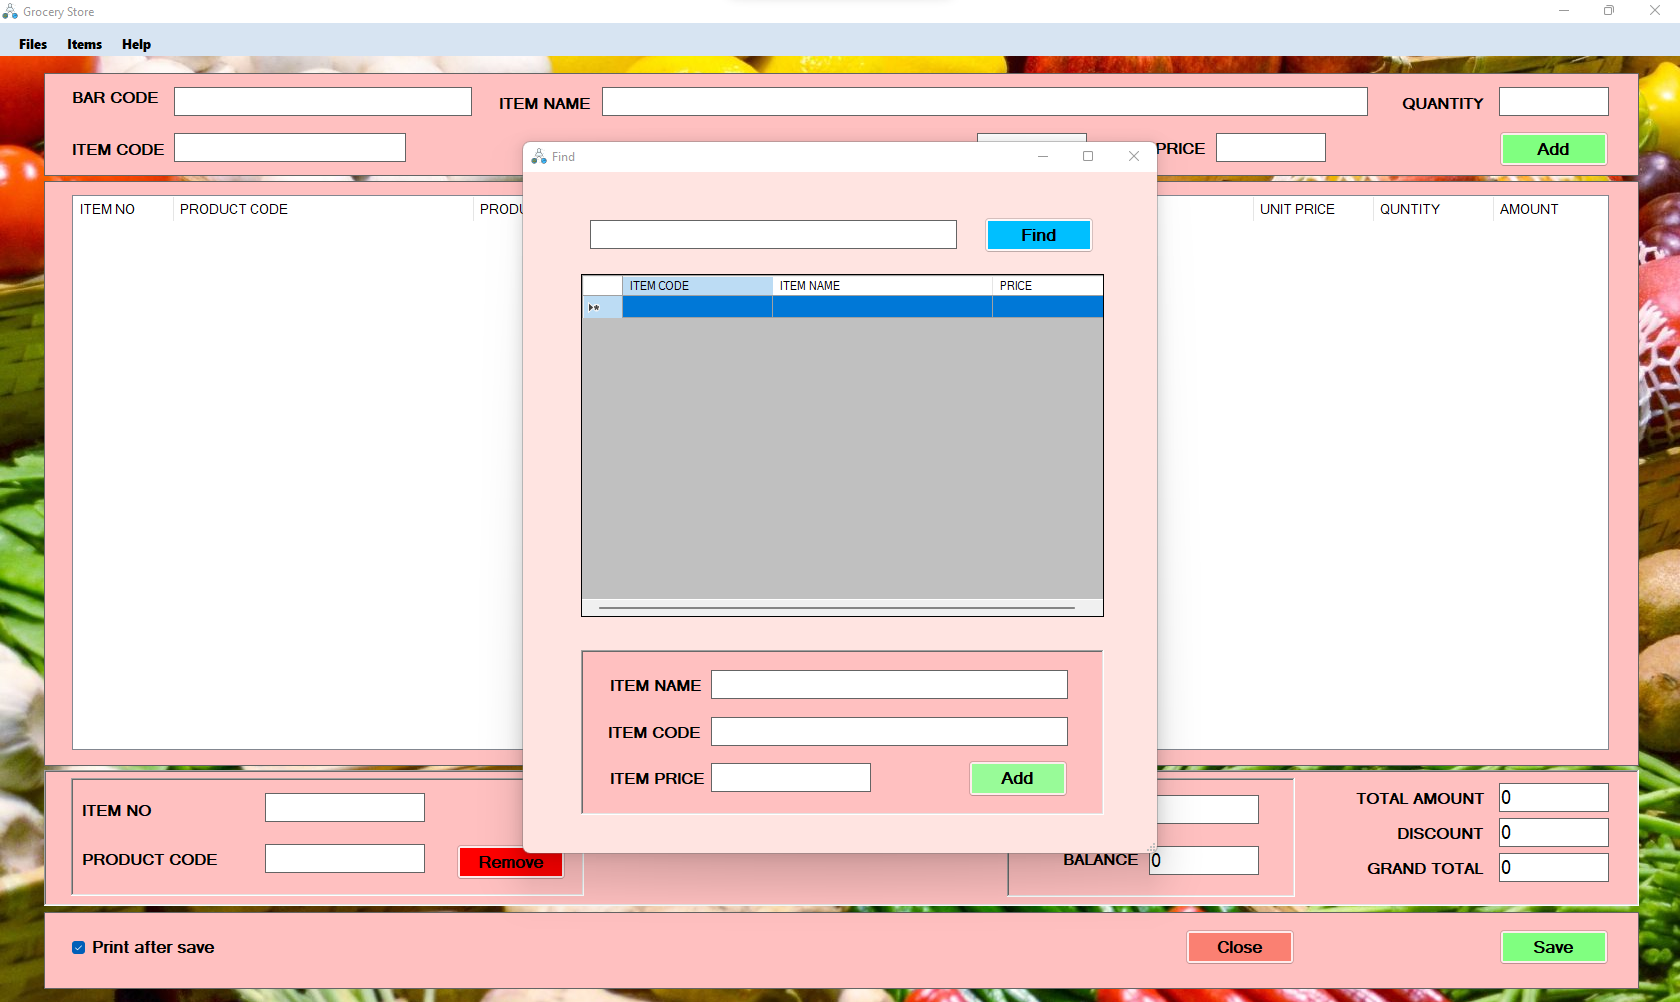 Grocery Store
Files Items Help
BAR CODE ITEM NAME QUANTITY
ITEM CODE PRICE Add
Find
ITEM NO PRODUCT CODE PRODU UNIT PRICE QUNTITY AMOUNT
Find
ITEM CODE ITEM NAME PRICE
ITEM NAME
ITEM CODE
ITEM PRICE Add
ITEM NO
PRODUCT CODE Remove
BALANCE 0
TOTAL AMOUNT 0
DISCOUNT 0
GRAND TOTAL 0
Print after save Close Save